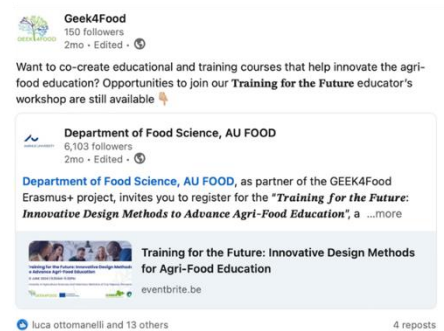 Geek4Food
150 followers
2mo • Edited •
Want to co-create educational and training courses that help innovate the agri-
food education? Opportunities to join our Training for the Future educator's
workshop are still available
Department of Food Science, AU FOOD
6,103 followers
2mo • Edited •
Department of Food Science, AU FOOD, as partner of the GEEK4Food
Erasmus+ project, invites you to register for the "Training for the Future:
Innovative Design Methods to Advance Agri-Food Education", a ...more
Training for the Future: Innovative Design Methods
for Agri-Food Education
eventbrite.be
luca ottomanelli and 13 others
4 reposts